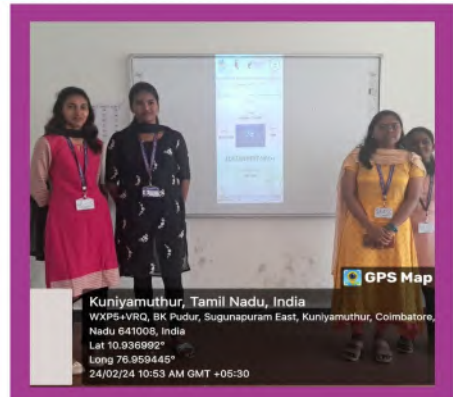 GPS Map
Kuniyamuthur, Tamil Nadu, India
WXP5+VRQ, BK Pudur, Sugunapuram East, Kuniyamuthur, Coimbatore,
Nadu 641008, India
Lat 10.936992°
Long 76.959445°
24/02/24 10:53 AM GMT +05:30